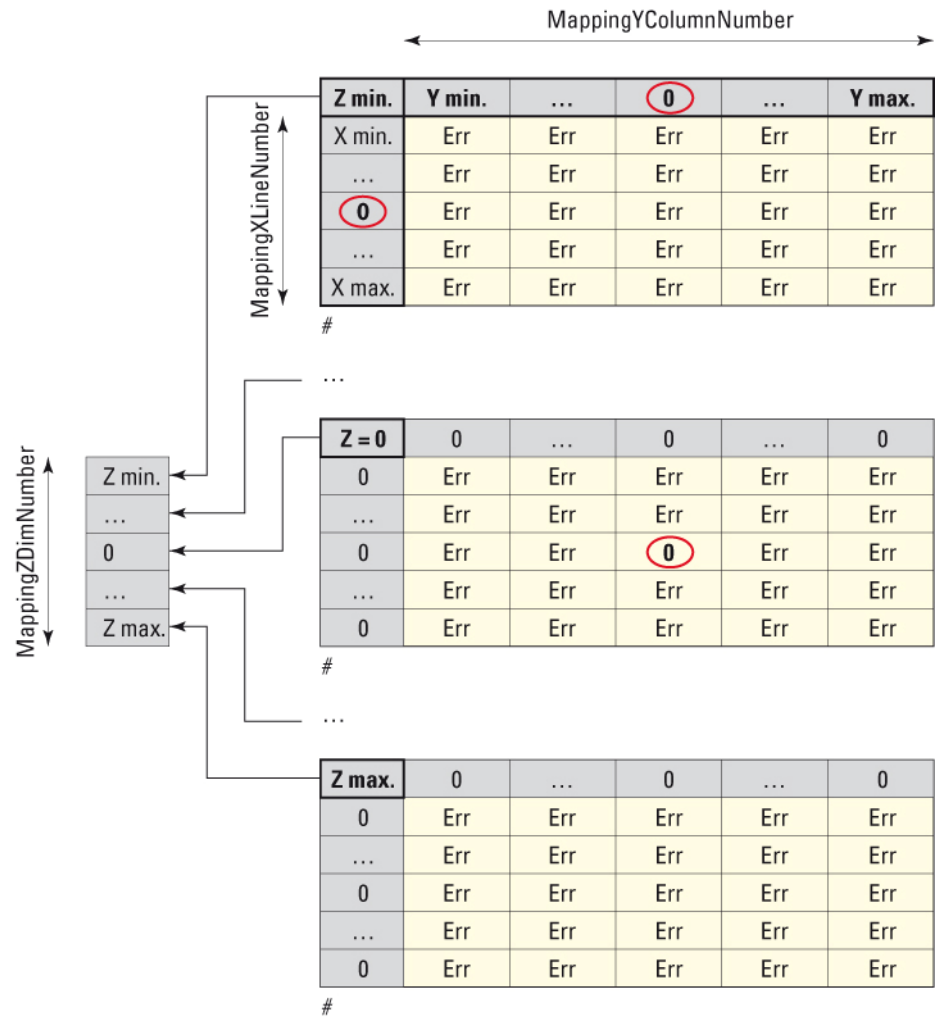 MappingYColumnNumber
MappingXLineNumber
Z min. Y min. ... 0 ... Y max.
X min. Err Err Err Err Err
... Err Err Err Err Err
0 Err Err Err Err Err
... Err Err Err Err Err
X max. Err Err Err Err Err
#
...
MappingZDimNumber
Z min.
...
0
...
Z max.
Z = 0 0 ... 0 ... 0
0 Err Err Err Err Err
... Err Err Err Err Err
0 Err Err 0 Err Err
... Err Err Err Err Err
0 Err Err Err Err Err
#
...
Z max. 0 ... 0 ... 0
0 Err Err Err Err Err
... Err Err Err Err Err
0 Err Err Err Err Err
... Err Err Err Err Err
0 Err Err Err Err Err
#